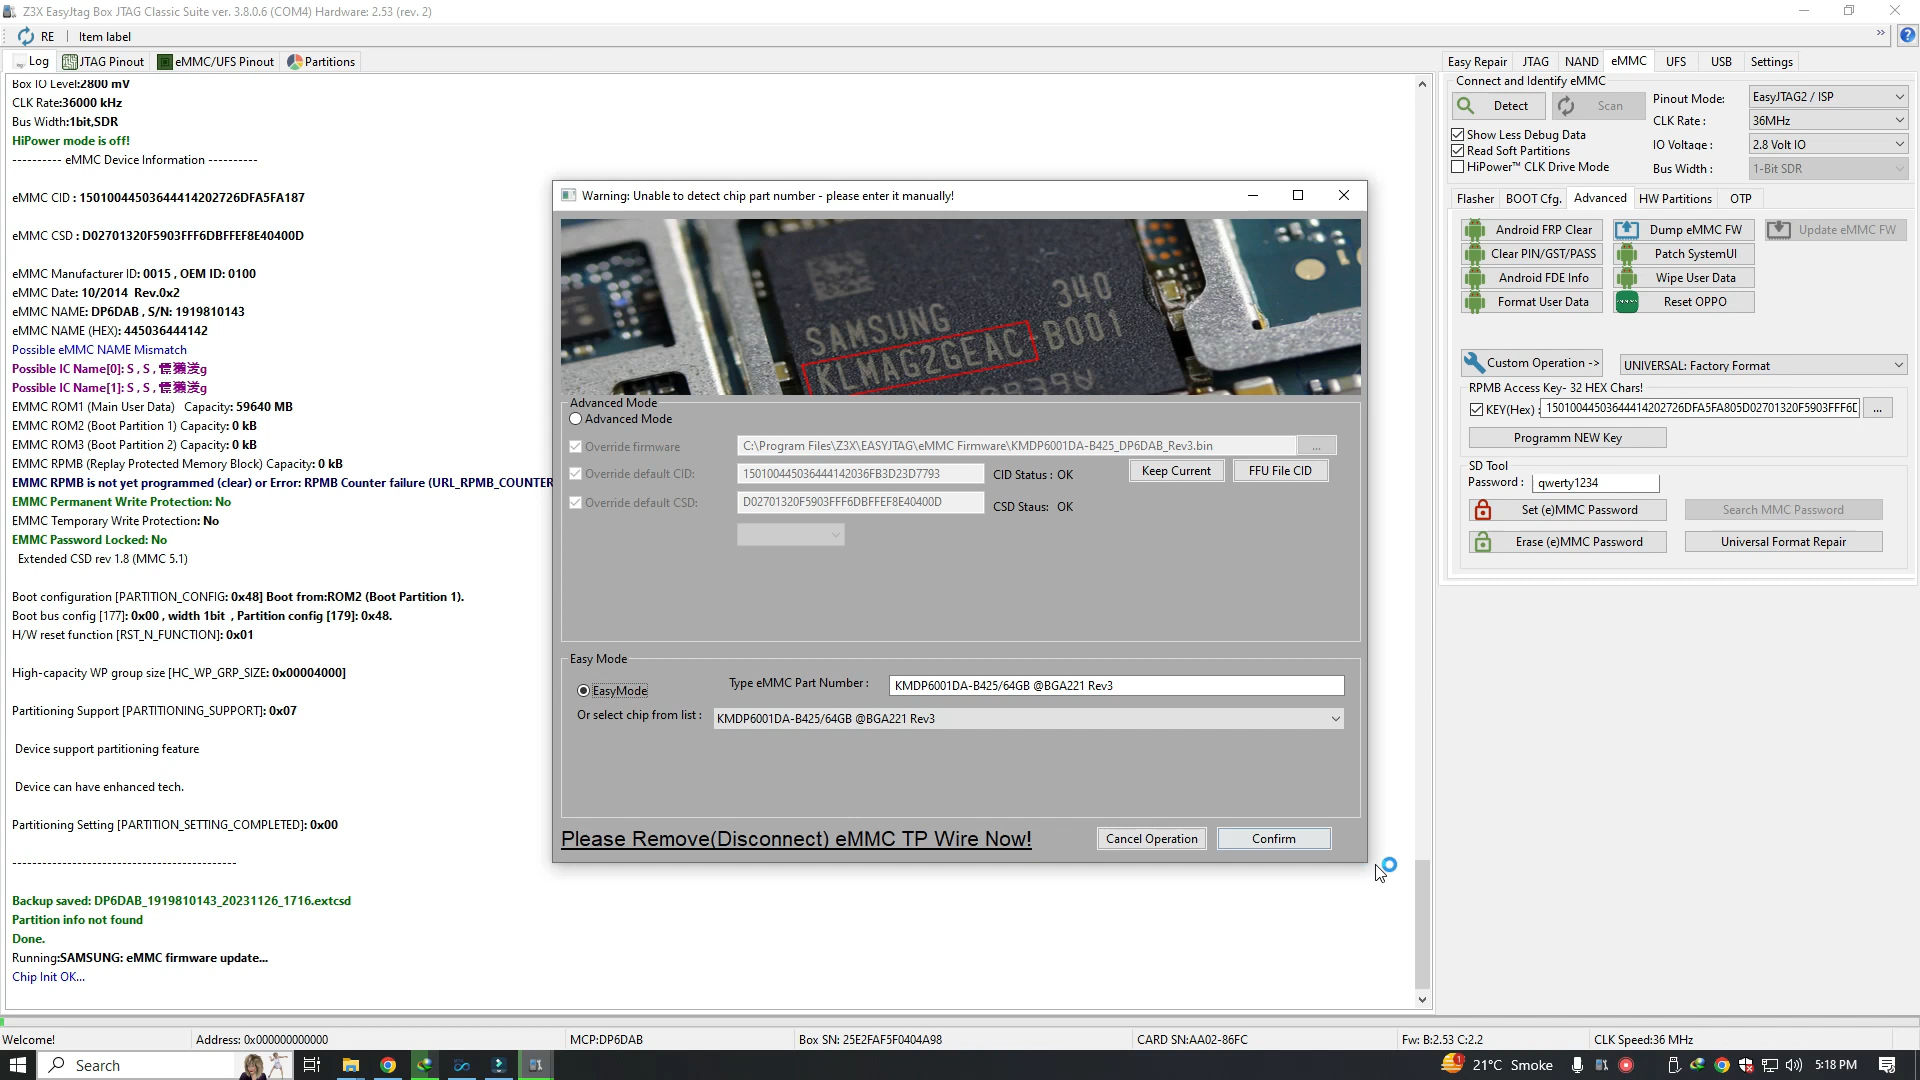 Z3X EasyJtag Box JTAG Classic Suite ver. 3.8.0.6 (COM4) Hardware: 2.53 (rev. 2)
RE
Item label
»
Log
JTAG Pinout
eMMC/UFS Pinout
Partitions
Box IO Level:2800 mV
CLK Rate:36000 kHz
Bus Width:1bit,SDR
HiPower mode is off!
---------- eMMC Device Information ----------
eMMC CID : 15010044503644414202726DFA5FA187
eMMC CSD : D02701320F5903FFF6DBFFEF8E40400D
eMMC Manufacturer ID: 0015 , OEM ID: 0100
eMMC Date: 10/2014  Rev.0x2
eMMC NAME: DP6DAB , S/N: 1919810143
eMMC NAME (HEX): 445036444142
Possible eMMC NAME Mismatch
Possible IC Name[0]: S , S ,
Possible IC Name[1]: S , S ,
EMMC ROM1 (Main User Data)   Capacity: 59640 MB
EMMC ROM2 (Boot Partition 1) Capacity: 0 kB
EMMC ROM3 (Boot Partition 2) Capacity: 0 kB
EMMC RPMB (Replay Protected Memory Block) Capacity: 0 kB
EMMC RPMB is not yet programmed (clear) or Error: RPMB Counter failure (URL_RPMB_COUNTER
EMMC Permanent Write Protection: No
EMMC Temporary Write Protection: No
EMMC Password Locked: No
Extended CSD rev 1.8 (MMC 5.1)
Boot configuration [PARTITION_CONFIG: 0x48] Boot from:ROM2 (Boot Partition 1).
Boot bus config [177]: 0x00 , width 1bit  , Partition config [179]: 0x48.
H/W reset function [RST_N_FUNCTION]: 0x01
High-capacity WP group size [HC_WP_GRP_SIZE: 0x00004000]
Partitioning Support [PARTITIONING_SUPPORT]: 0x07
Device support partitioning feature
Device can have enhanced tech.
Partitioning Setting [PARTITION_SETTING_COMPLETED]: 0x00
---------------------------------------------
Backup saved: DP6DAB_1919810143_20231126_1716.extcsd
Partition info not found
Done.
Running:SAMSUNG: eMMC firmware update...
Chip Init OK...
Warning: Unable to detect chip part number - please enter it manually!
SAMSUNG 340
KLMAG2GEAC-B001
Advanced Mode
Advanced Mode
Override firmware
C:\Program Files\Z3X\EASYJTAG\eMMC Firmware\KMDP6001DA-B425_DP6DAB_Rev3.bin
...
Override default CID:
150100445036444142036FB3D23D7793
CID Status : OK
Keep Current
FFU File CID
Override default CSD:
D02701320F5903FFF6DBFFEF8E40400D
CSD Staus: OK
Easy Mode
EasyMode
Type eMMC Part Number :
KMDP6001DA-B425/64GB @BGA221 Rev3
Or select chip from list :
KMDP6001DA-B425/64GB @BGA221 Rev3
Please Remove(Disconnect) eMMC TP Wire Now!
Cancel Operation
Confirm
Easy Repair
JTAG
NAND
eMMC
UFS
USB
Settings
Connect and Identify eMMC
Detect
Scan
Pinout Mode:
EasyJTAG2 / ISP
CLK Rate :
36MHz
Show Less Debug Data
IO Voltage :
2.8 Volt IO
Read Soft Partitions
HiPower™ CLK Drive Mode
Bus Width :
1-Bit SDR
Flasher
BOOT Cfg.
Advanced
HW Partitions
OTP
Android FRP Clear
Dump eMMC FW
Update eMMC FW
Clear PIN/GST/PASS
Patch SystemUI
Android FDE Info
Wipe User Data
Format User Data
Reset OPPO
Custom Operation ->
UNIVERSAL: Factory Format
RPMB Access Key- 32 HEX Chars!
KEY(Hex) :
15010044503644414202726DFA5FA805D02701320F5903FFF6D
...
Programm NEW Key
SD Tool
Password :
qwerty1234
Set (e)MMC Password
Search MMC Password
Erase (e)MMC Password
Universal Format Repair
Welcome!
Address: 0x000000000000
MCP:DP6DAB
Box SN: 25E2FAF5F0404A98
CARD SN:AA02-86FC
Fw: B:2.53 C:2.2
CLK Speed:36 MHz
Search
1
21°C Smoke
5:18 PM